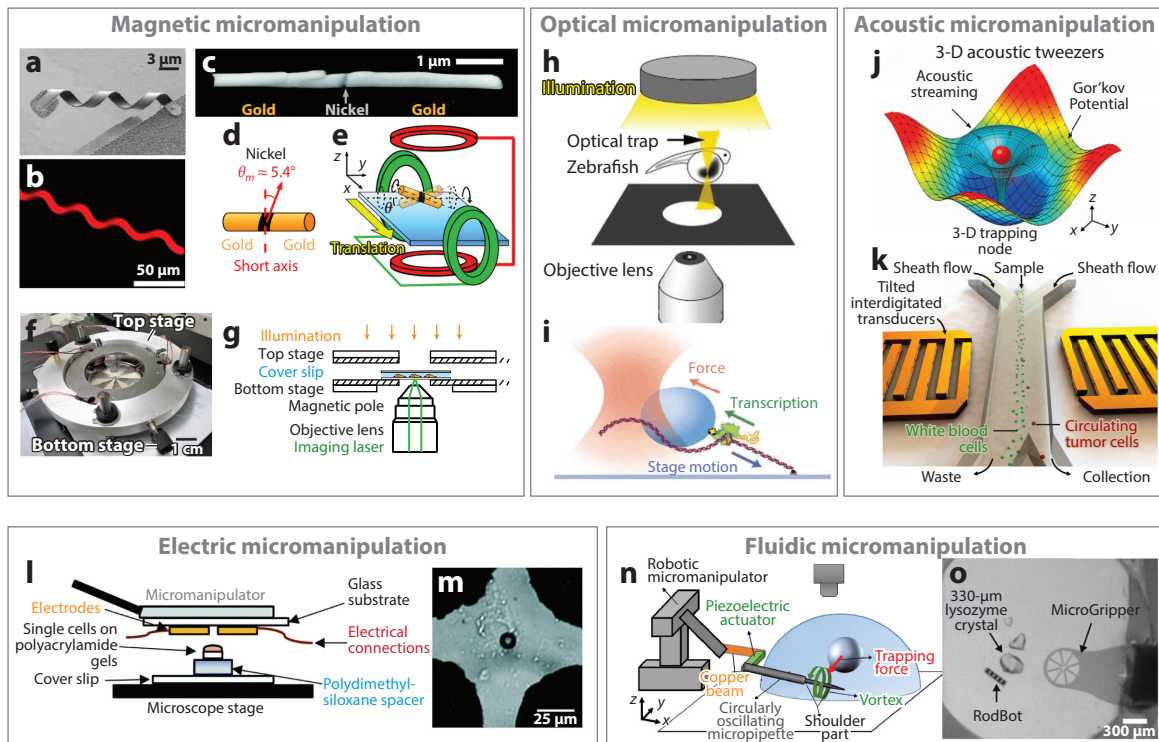 Magnetic micromanipulation
a
3 µm
b
50 µm
c
1 µm
Gold
Nickel
Gold
d
Nickel
θm ≈ 5.4°
Gold
Gold
Short axis
e
z
y
x
θ
Translation
f
Top stage
Bottom stage
1 cm
g
Illumination
Top stage
Cover slip
Bottom stage
Magnetic pole
Objective lens
Imaging laser
Optical micromanipulation
h
Illumination
Optical trap
Zebrafish
Objective lens
i
Force
Transcription
Stage motion
Acoustic micromanipulation
j
3-D acoustic tweezers
Acoustic
streaming
Gor'kov
Potential
3-D trapping
node
z
x
y
k
Sheath flow
Sample
Sheath flow
Tilted
interdigitated
transducers
White blood
cells
Circulating
tumor cells
Waste
Collection
Electric micromanipulation
l
Micromanipulator
Glass
substrate
Electrodes
Single cells on
polyacrylamide
gels
Electrical
connections
Cover slip
Polydimethyl-
siloxane spacer
Microscope stage
m
25 µm
Fluidic micromanipulation
n
Robotic
micromanipulator
Piezoelectric
actuator
Trapping
force
Copper
beam
Vortex
Circularly
oscillating
micropipette
Shoulder
part
z
y
x
o
330-µm
lysozyme
crystal
MicroGripper
RodBot
300 µm